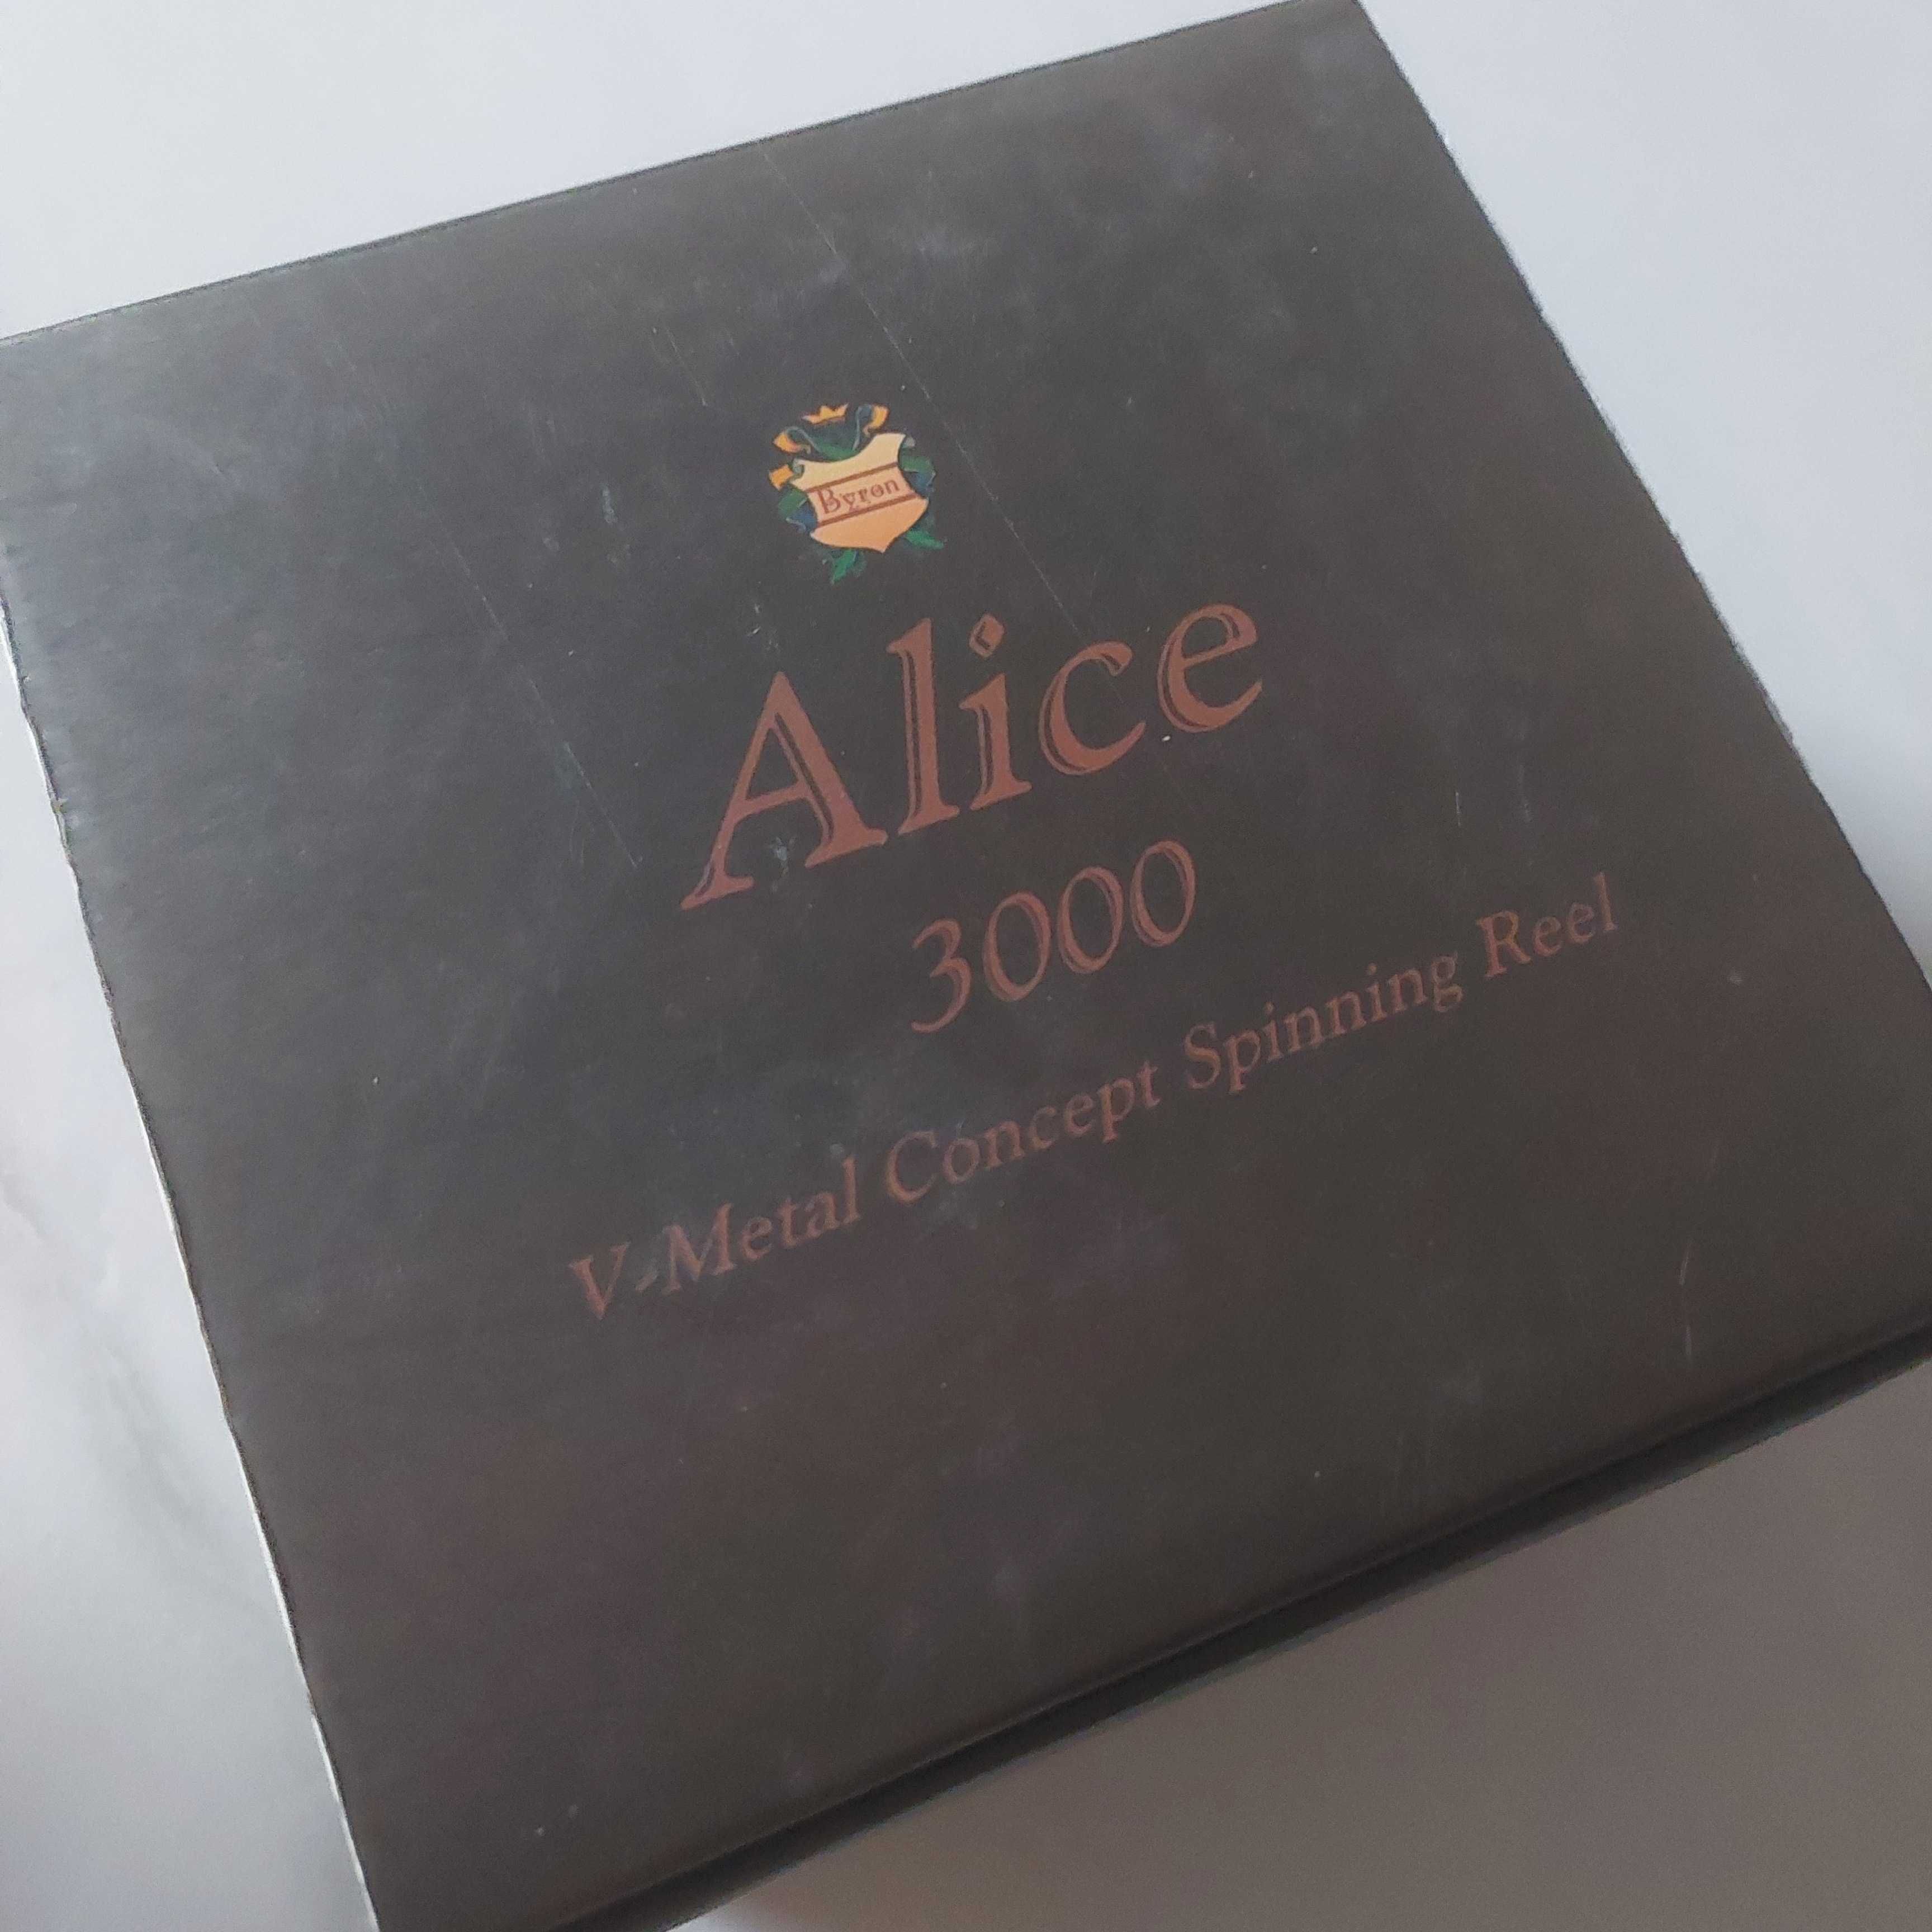 Byron
Alice
3000
V-Metal Concept Spinning Reel